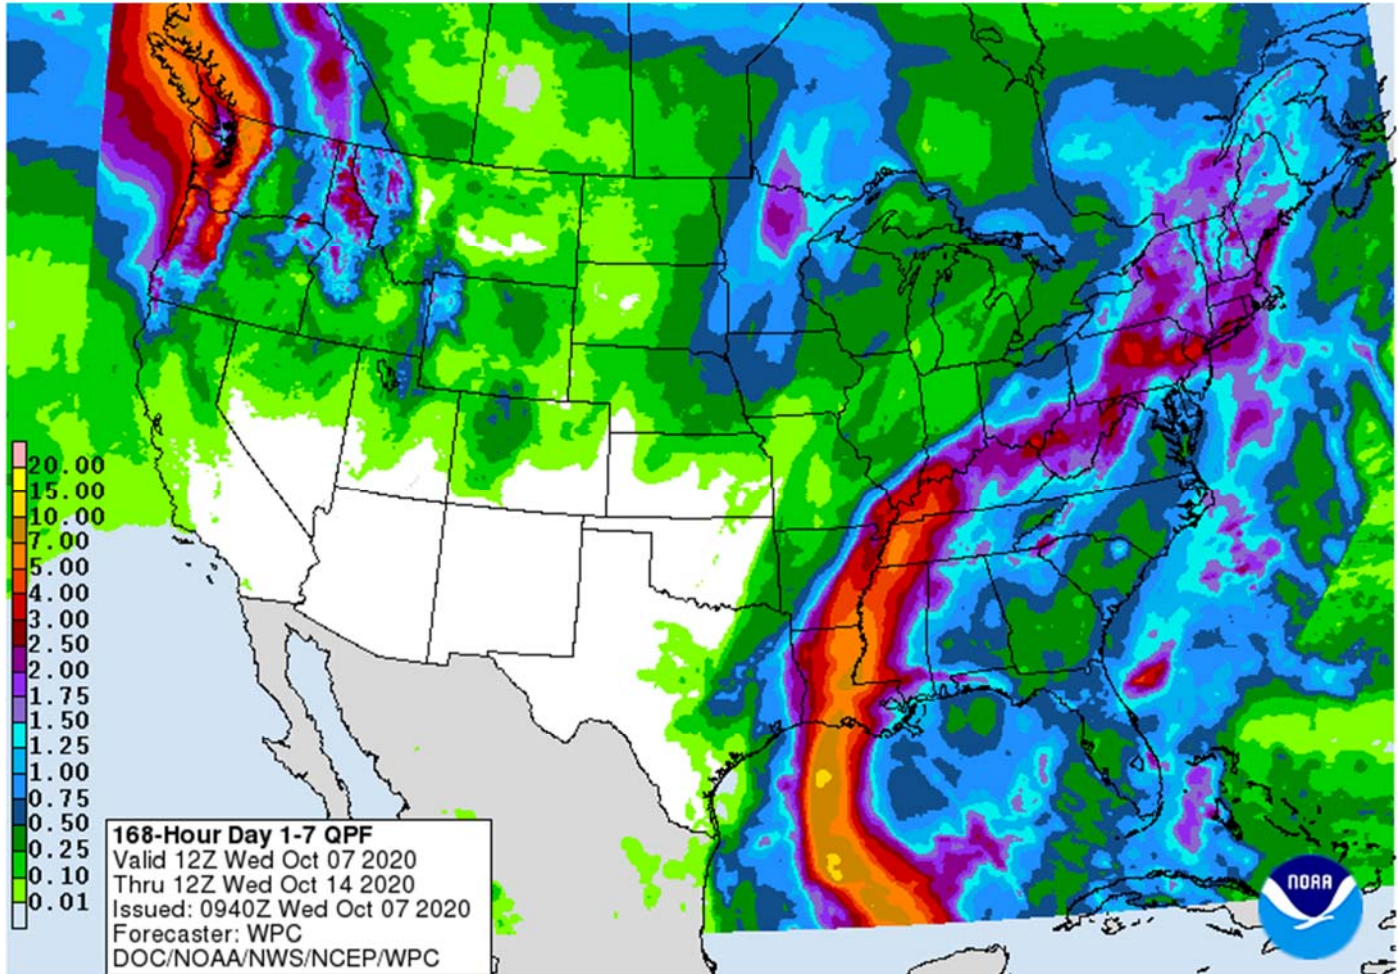 20.00
15.00
10.00
7.00
5.00
4.00
3.00
2.50
2.00
1.75
1.50
1.25
1.00
0.75
0.50
0.25
0.10
0.01
168-Hour Day 1-7 QPF
Valid 12Z Wed Oct 07 2020
Thru 12Z Wed Oct 14 2020
Issued: 0940Z Wed Oct 07 2020
Forecaster: WPC
DOC/NOAA/NWS/NCEP/WPC
NOAA